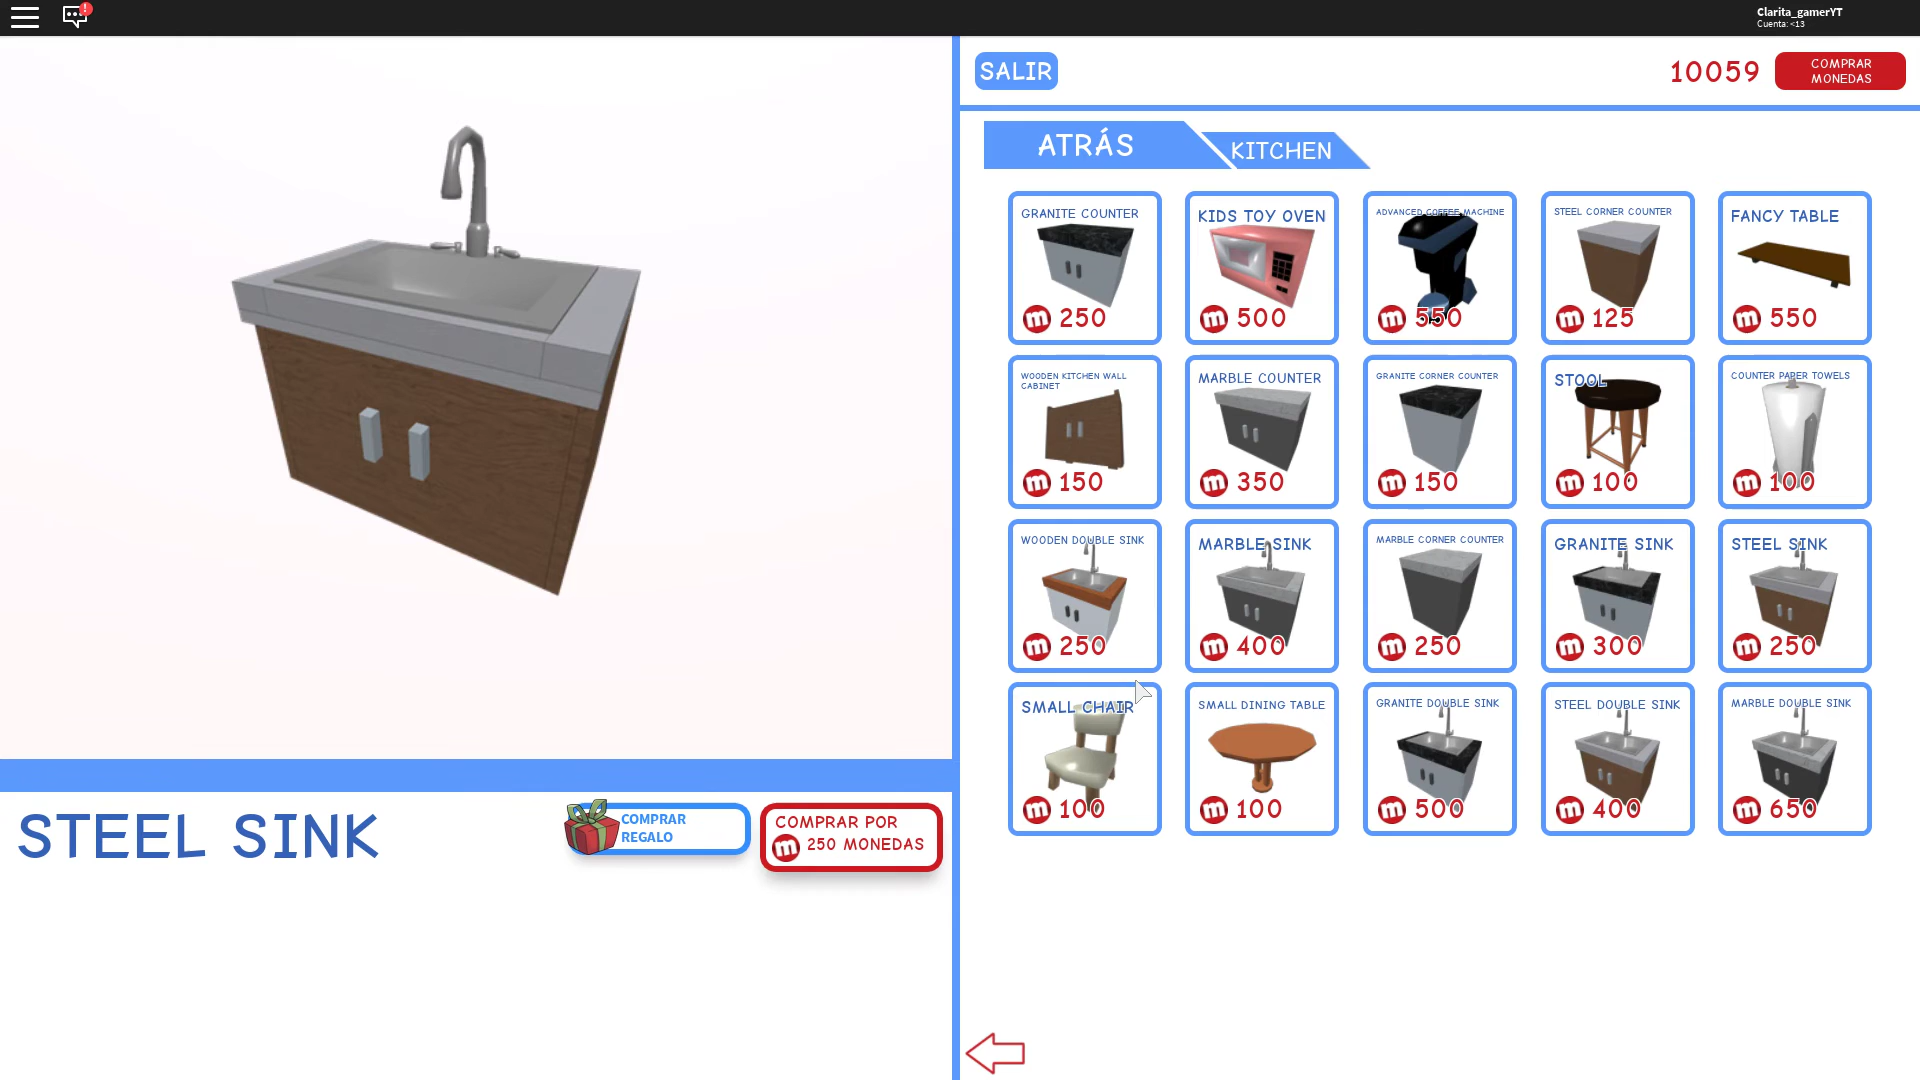 Clarita_gamerYT
Cuenta: <13
SALIR
10059
COMPRAR
MONEDAS
ATRÁS
KITCHEN
GRANITE COUNTER
250
KIDS TOY OVEN
500
ADVANCED COFFEE MACHINE
550
STEEL CORNER COUNTER
125
FANCY TABLE
550
WOODEN KITCHEN WALL
CABINET
150
MARBLE COUNTER
350
GRANITE CORNER COUNTER
150
STOOL
100
COUNTER PAPER TOWELS
100
WOODEN DOUBLE SINK
250
MARBLE SINK
400
MARBLE CORNER COUNTER
250
GRANITE SINK
300
STEEL SINK
250
SMALL CHAIR
100
SMALL DINING TABLE
100
GRANITE DOUBLE SINK
500
STEEL DOUBLE SINK
400
MARBLE DOUBLE SINK
650
STEEL SINK
COMPRAR
REGALO
COMPRAR POR
250 MONEDAS